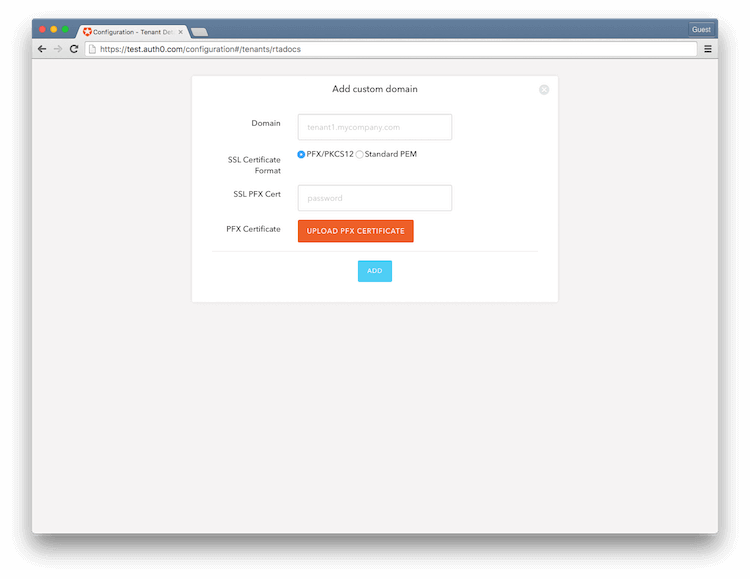 Configuration - Tenant Det
Guest
https://test.auth0.com/configuration#/tenants/rtadocs
Add custom domain
Domain
tenant1.mycompany.com
SSL Certificate
Format
PFX/PKCS12 Standard PEM
SSL PFX Cert
password
PFX Certificate
UPLOAD PFX CERTIFICATE
ADD